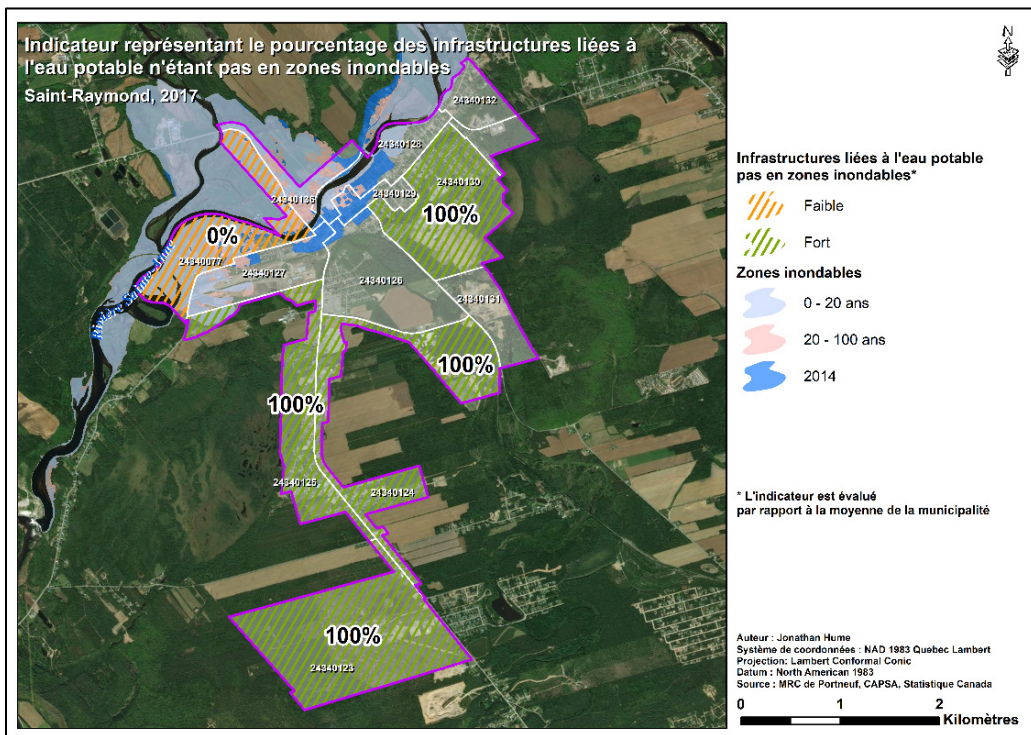 Indicateur représentant le pourcentage des infrastructures liées à
l'eau potable n'étant pas en zones inondables
Saint-Raymond, 2017
N
24340132
24340128
24340130
24340129
100%
24340136
0%
24340077
24340127
24340126
24340131
Rivière Sainte-Anne
100%
100%
24340125
24340124
100%
24340123
Infrastructures liées à l'eau potable
pas en zones inondables*
Faible
Fort
Zones inondables
0 - 20 ans
20 - 100 ans
2014
* L'indicateur est évalué
par rapport à la moyenne de la municipalité
Auteur : Jonathan Hume
Système de coordonnées : NAD 1983 Quebec Lambert
Projection: Lambert Conformal Conic
Datum : North American 1983
Source : MRC de Portneuf, CAPSA, Statistique Canada
0 1 2
Kilomètres